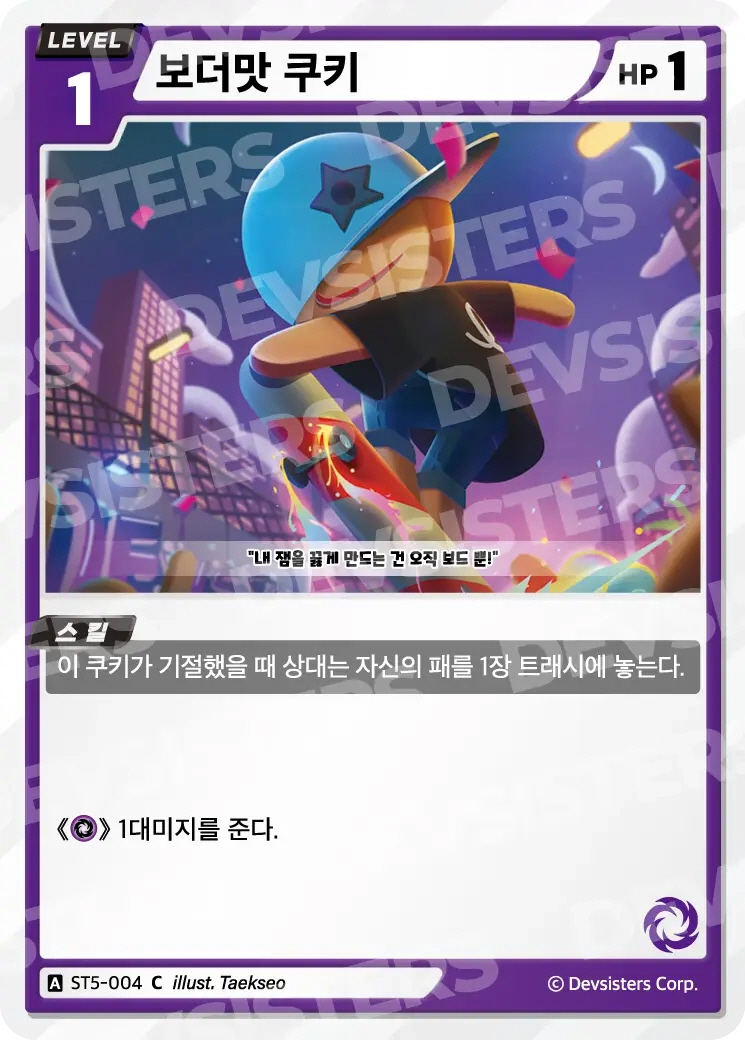 LEVEL
1
보더맛 쿠키
HP 1
"내 잼을 끓게 만드는 건 오직 보드 뿐!"
스킬
이 쿠키가 기절했을 때 상대는 자신의 패를 1장 트래시에 놓는다.
《》 1대미지를 준다.
A ST5-004 C illust. Taekseo
© Devsisters Corp.
DEVSISTERS